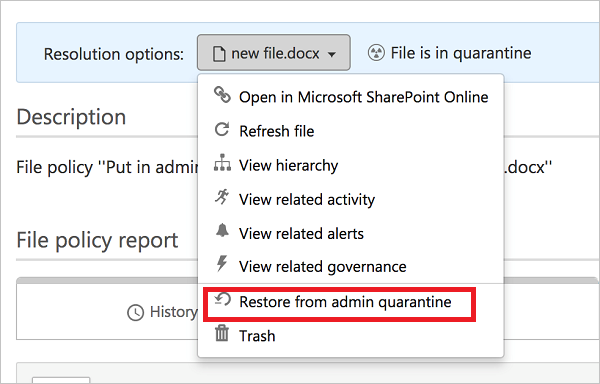 Resolution options: new file.docx File is in quarantine
Open in Microsoft SharePoint Online
Description
Refresh file
File policy "Put in admin .docx"
View hierarchy
View related activity
View related alerts
File policy report
View related governance
Restore from admin quarantine
History
Trash